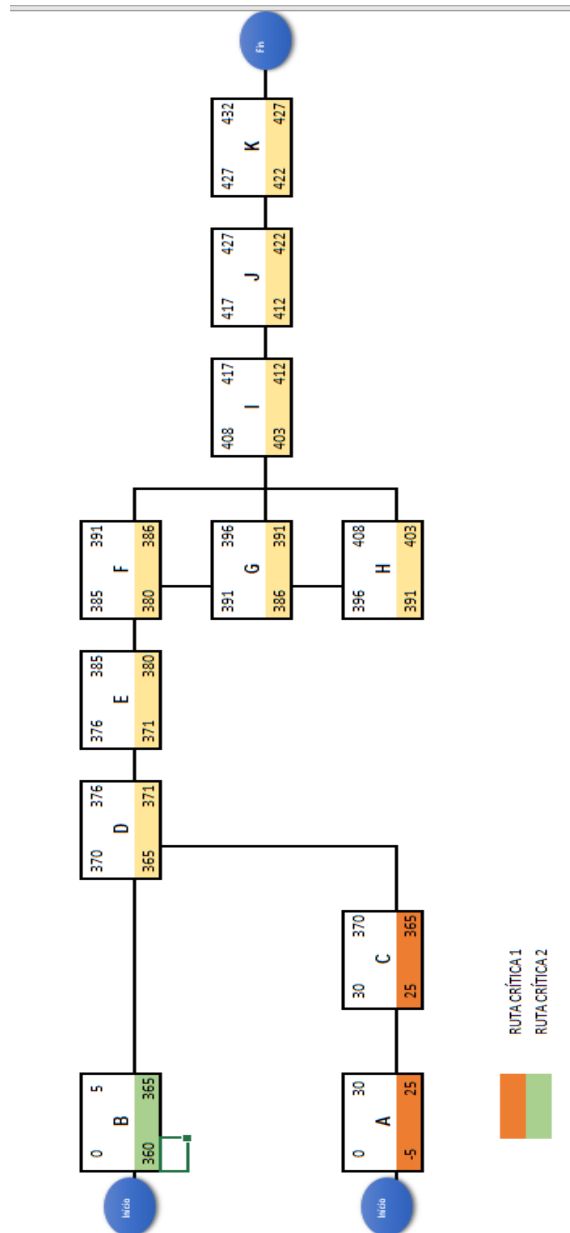 Inicio
0 5
B
360 365
370 376
D
365 371
376 385
E
371 380
385 391
F
380 386
391 396
G
386 391
396 408
H
391 403
408 417
I
403 412
417 427
J
412 422
427 432
K
422 427
Fin
Inicio
0 30
A
-5 25
30 370
C
25 365
RUTA CRÍTICA 1
RUTA CRÍTICA 2